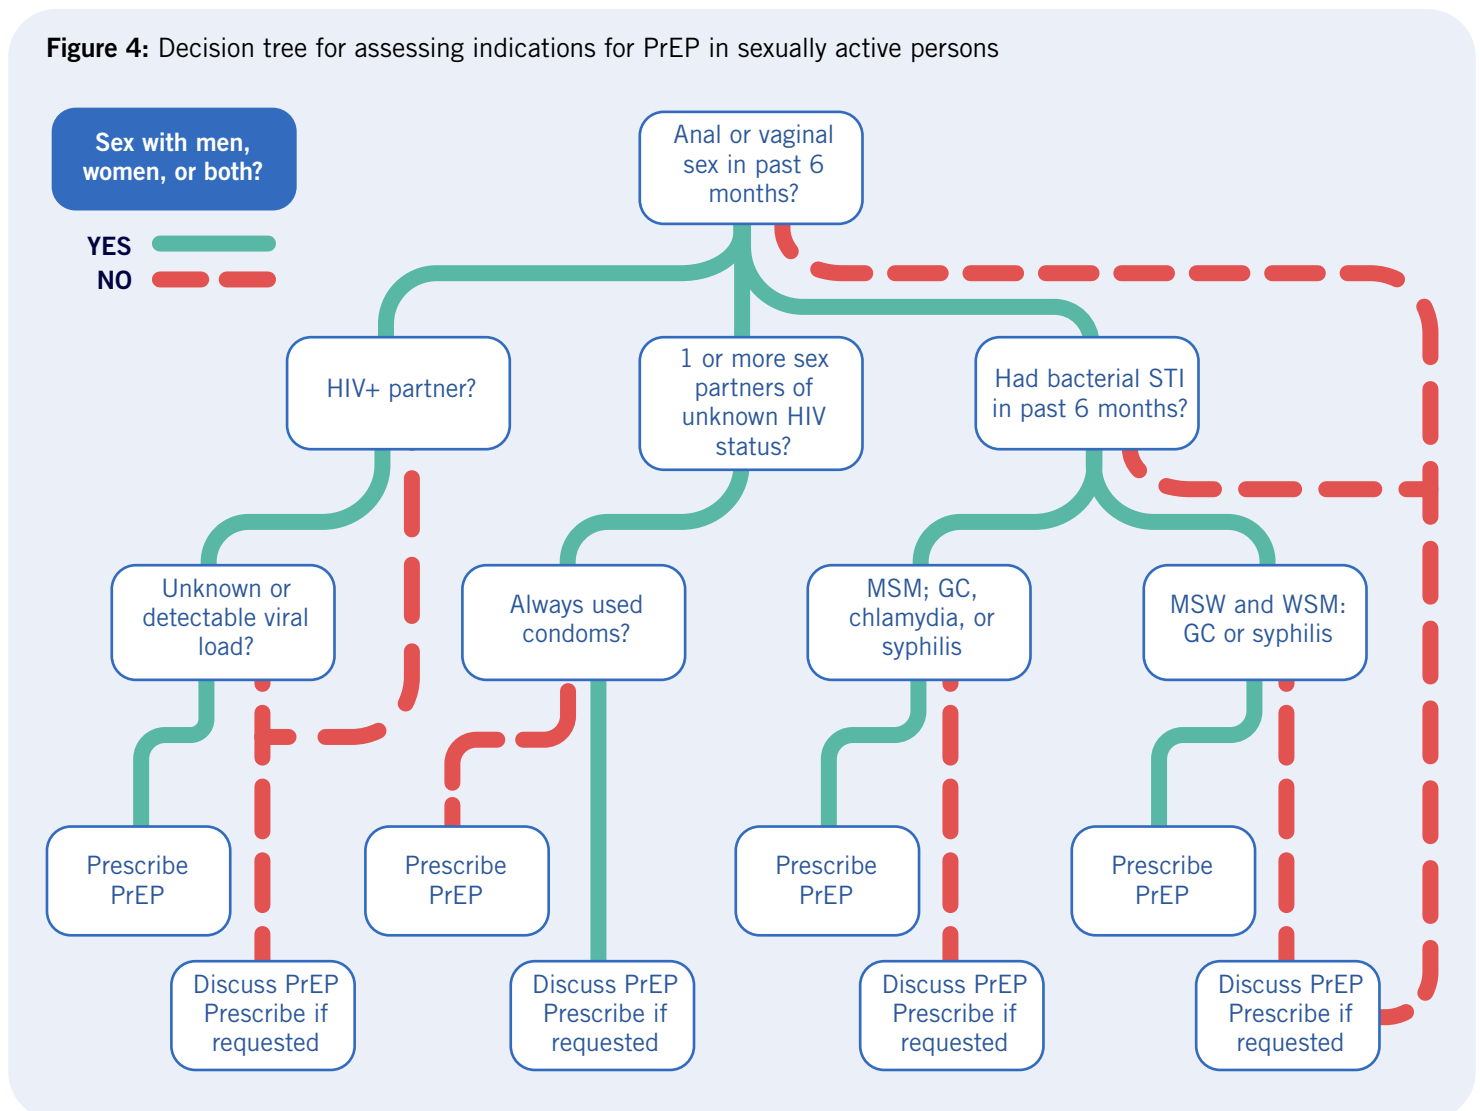 Figure 4: Decision tree for assessing indications for PrEP in sexually active persons
Sex with men,
women, or both?
YES
NO
Anal or vaginal
sex in past 6
months?
HIV+ partner?
1 or more sex
partners of
unknown HIV
status?
Had bacterial STI
in past 6 months?
Unknown or
detectable viral
load?
Always used
condoms?
MSM; GC,
chlamydia, or
syphilis
MSW and WSM:
GC or syphilis
Prescribe
PrEP
Prescribe
PrEP
Prescribe
PrEP
Prescribe
PrEP
Discuss PrEP
Prescribe if
requested
Discuss PrEP
Prescribe if
requested
Discuss PrEP
Prescribe if
requested
Discuss PrEP
Prescribe if
requested